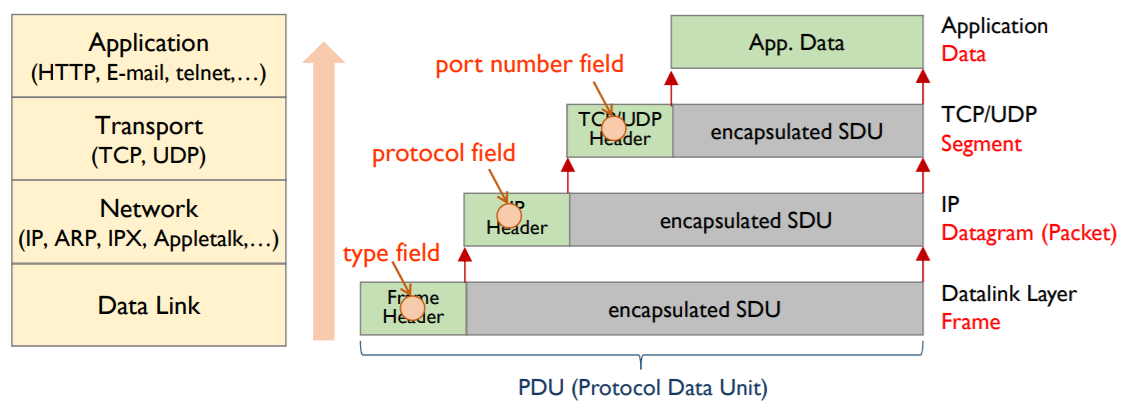 Application
(HTTP, E-mail, telnet,...)
Transport
(TCP, UDP)
Network
(IP, ARP, IPX, Appletalk,...)
Data Link
App. Data
Application
Data
port number field
TCP/UDP
Header
encapsulated SDU
TCP/UDP
Segment
protocol field
IP
Header
encapsulated SDU
IP
Datagram (Packet)
type field
Frame
Header
encapsulated SDU
Datalink Layer
Frame
PDU (Protocol Data Unit)